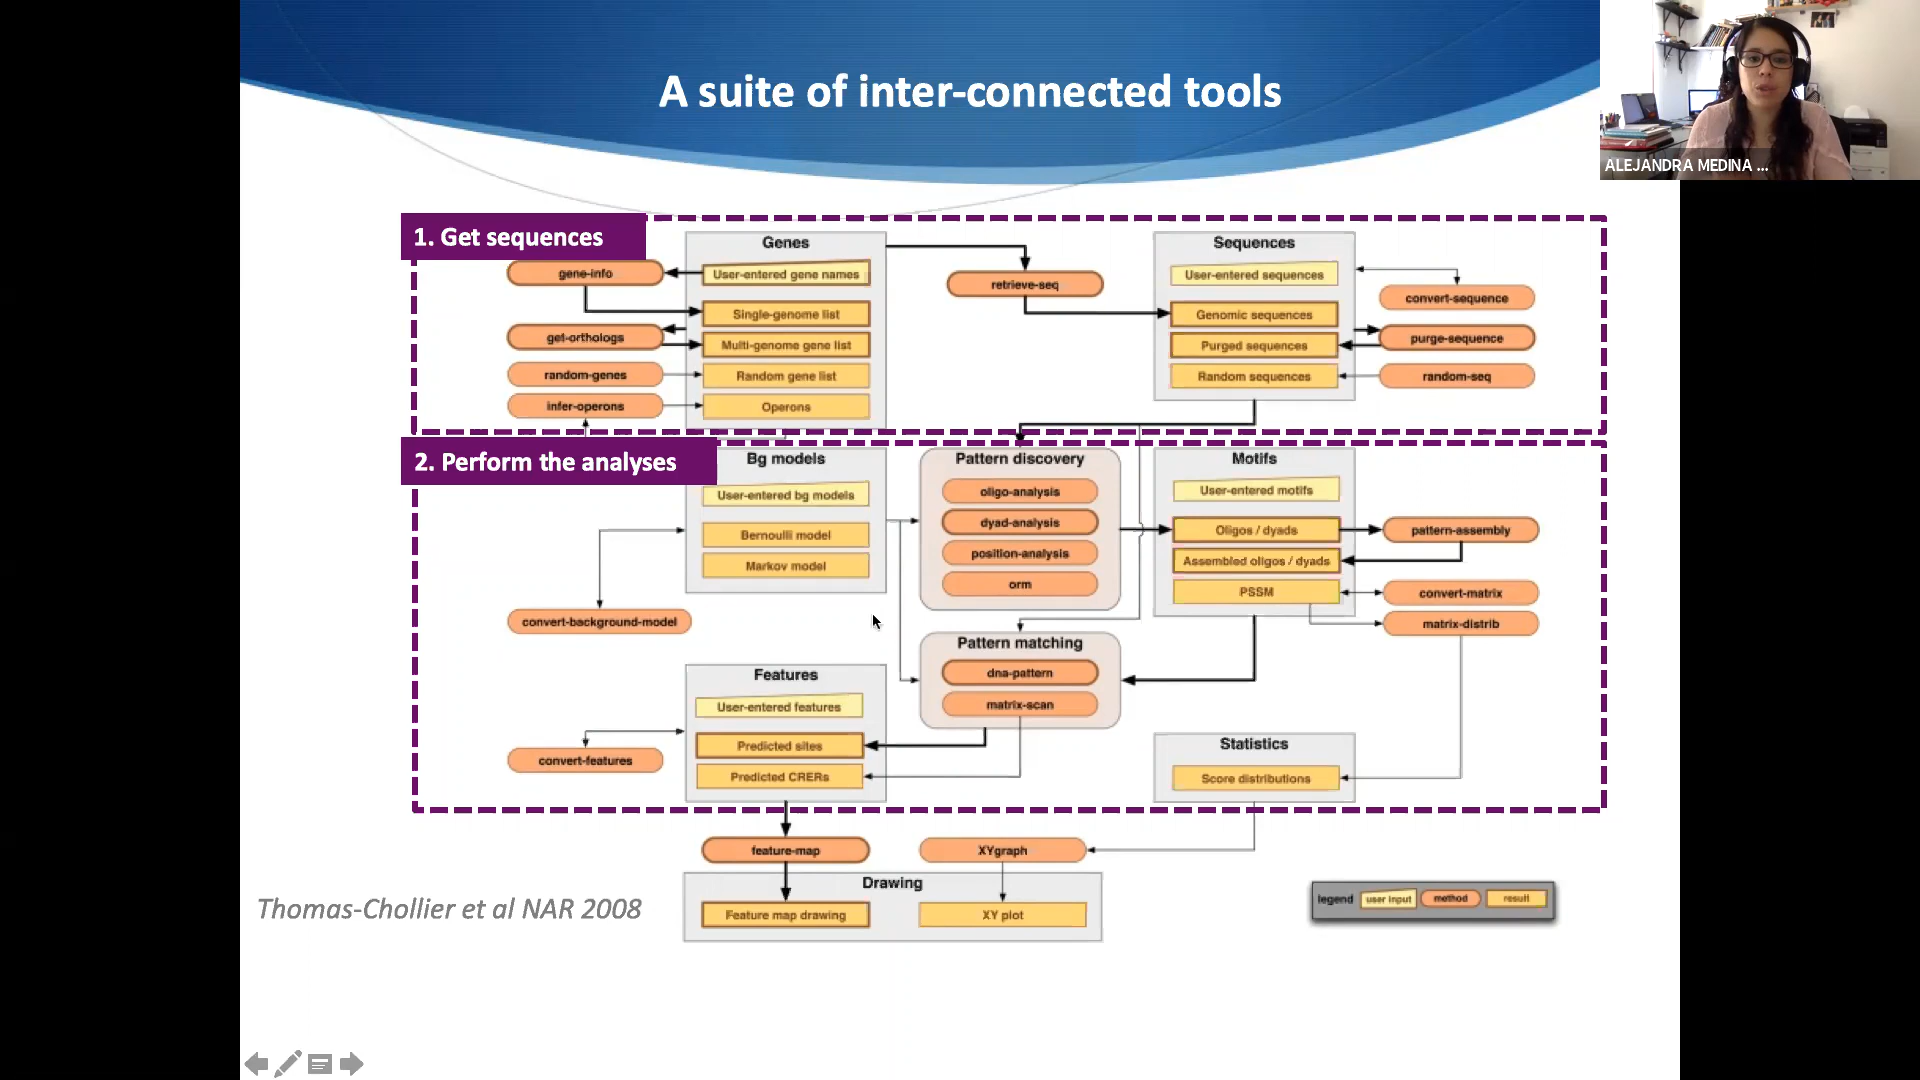 A suite of inter-connected tools
ALEJANDRA MEDINA ...
1. Get sequences
Genes
User-entered gene names
Single-genome list
Multi-genome gene list
Random gene list
Operons
gene-info
get-orthologs
random-genes
infer-operons
retrieve-seq
Sequences
User-entered sequences
Genomic sequences
Purged sequences
Random sequences
convert-sequence
purge-sequence
random-seq
2. Perform the analyses
Bg models
User-entered bg models
Bernoulli model
Markov model
convert-background-model
Pattern discovery
oligo-analysis
dyad-analysis
position-analysis
orm
Motifs
User-entered motifs
Oligos / dyads
Assembled oligos / dyads
PSSM
pattern-assembly
convert-matrix
matrix-distrib
Pattern matching
dna-pattern
matrix-scan
Features
User-entered features
Predicted sites
Predicted CRERs
convert-features
Statistics
Score distributions
feature-map
XYgraph
Drawing
Feature map drawing
XY plot
Thomas-Chollier et al NAR 2008
legend
user input
method
result